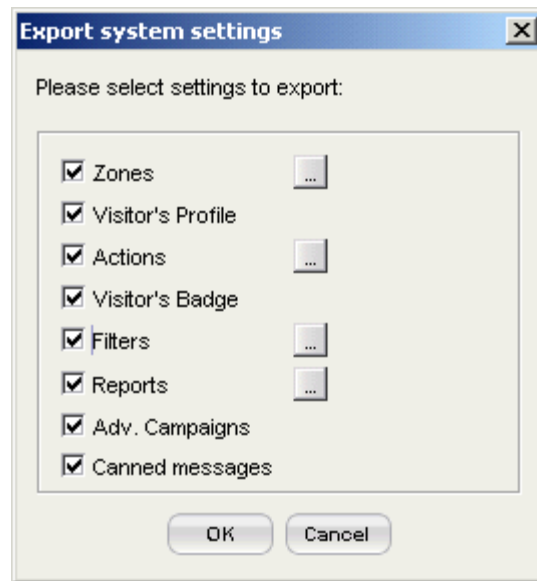 Export system settings
Please select settings to export:
Zones ...
Visitor's Profile
Actions ...
Visitor's Badge
Filters ...
Reports ...
Adv. Campaigns
Canned messages
OK Cancel